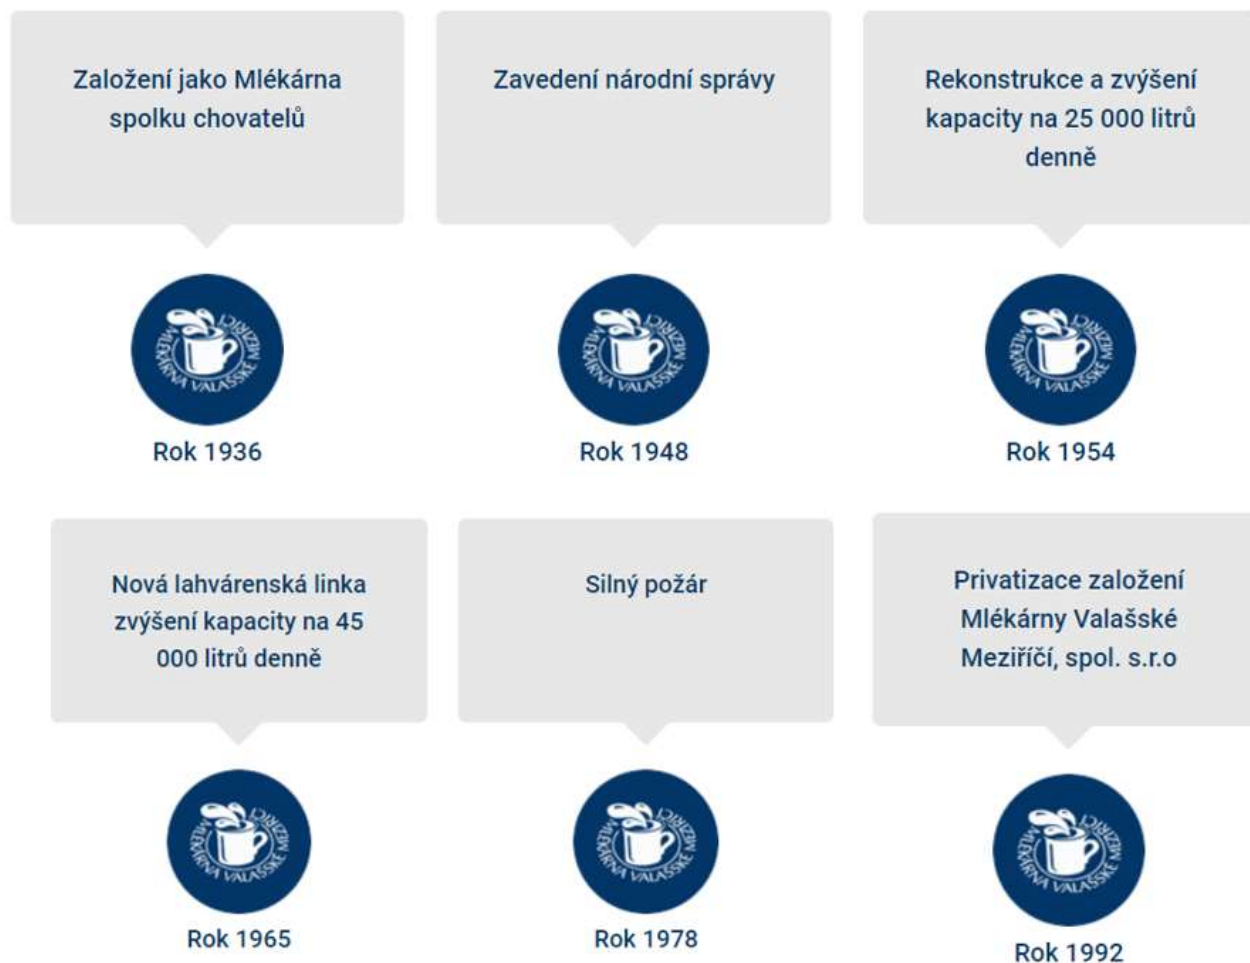 Založení jako Mlékárna
spolku chovatelů
Zavedení národní správy
Rekonstrukce a zvýšení
kapacity na 25 000 litrů
denně
MLÉKÁRNA VALAŠSKÉ MEZIŘÍČÍ
Rok 1936
MLÉKÁRNA VALAŠSKÉ MEZIŘÍČÍ
Rok 1948
MLÉKÁRNA VALAŠSKÉ MEZIŘÍČÍ
Rok 1954
Nová lahvárenská linka
zvýšení kapacity na 45
000 litrů denně
Silný požár
Privatizace založení
Mlékárny Valašské
Meziříčí, spol. s.r.o
MLÉKÁRNA VALAŠSKÉ MEZIŘÍČÍ
Rok 1965
MLÉKÁRNA VALAŠSKÉ MEZIŘÍČÍ
Rok 1978
MLÉKÁRNA VALAŠSKÉ MEZIŘÍČÍ
Rok 1992